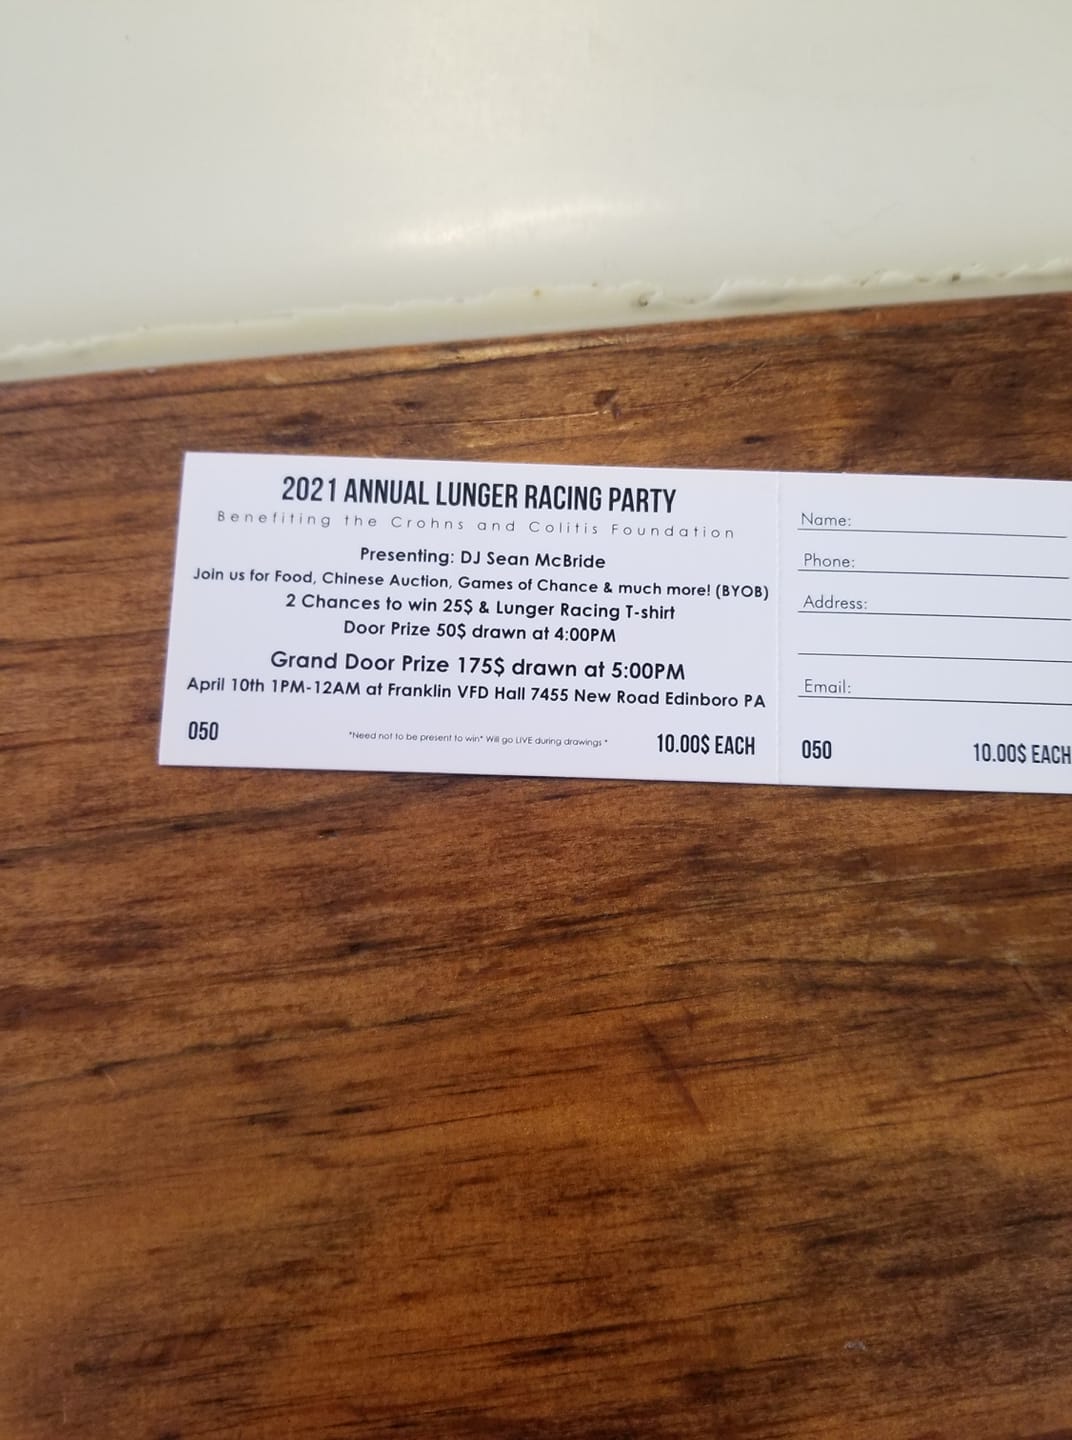 2021 ANNUAL LUNGER RACING PARTY
Benefiting the Crohns and Colitis Foundation
Presenting: DJ Sean McBride
Join us for Food, Chinese Auction, Games of Chance & much more! (BYOB)
2 Chances to win 25$ & Lunger Racing T-shirt
Door Prize 50$ drawn at 4:00PM
Grand Door Prize 175$ drawn at 5:00PM
April 10th 1PM-12AM at Franklin VFD Hall 7455 New Road Edinboro PA
050
*Need not to be present to win* Will go LIVE during drawings *
10.00$ EACH
Name:
Phone:
Address:
Email:
050
10.00$ EACH